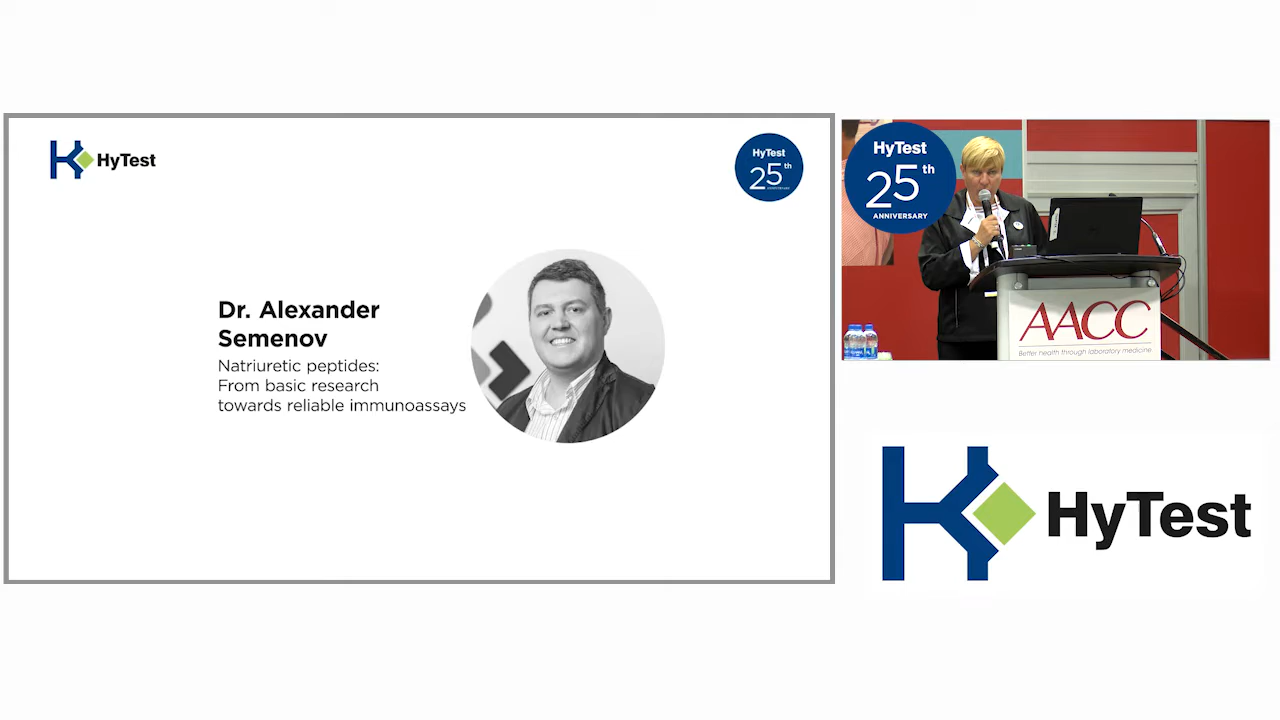 HyTest
HyTest
25th
ANNIVERSARY
Dr. Alexander
Semenov
Natriuretic peptides:
From basic research
towards reliable immunoassays
HyTest
25th
ANNIVERSARY
AACC
Better health through laboratory medicine
HyTest